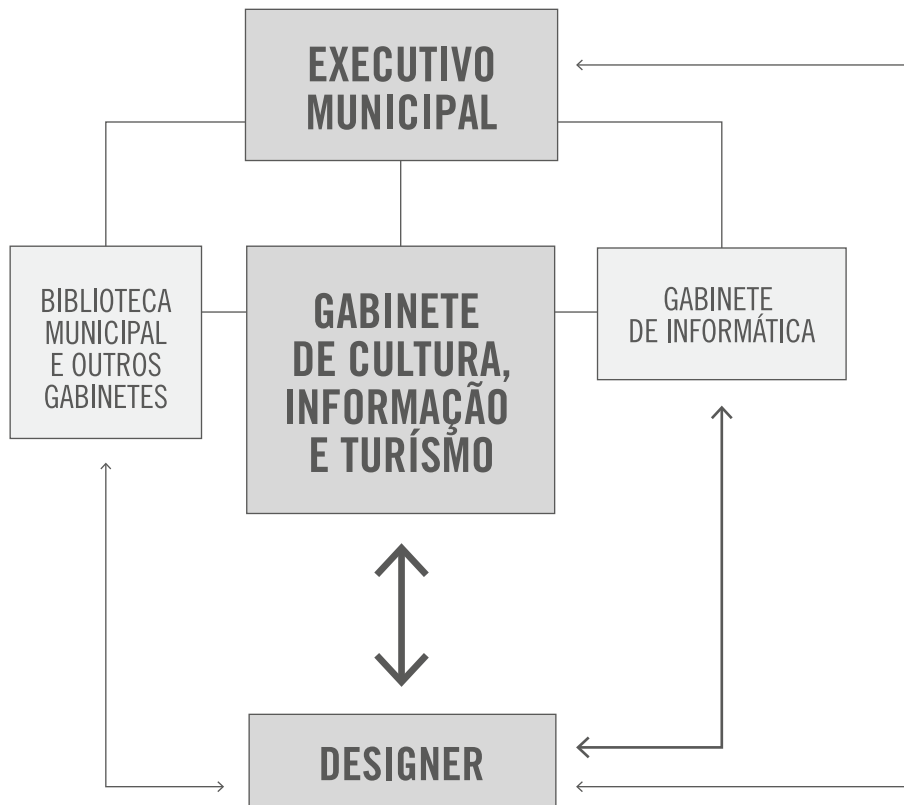 EXECUTIVO
MUNICIPAL
BIBLIOTECA
MUNICIPAL
E OUTROS
GABINETES
GABINETE
DE CULTURA,
INFORMAÇÃO
E TURÍSMO
GABINETE
DE INFORMÁTICA
DESIGNER